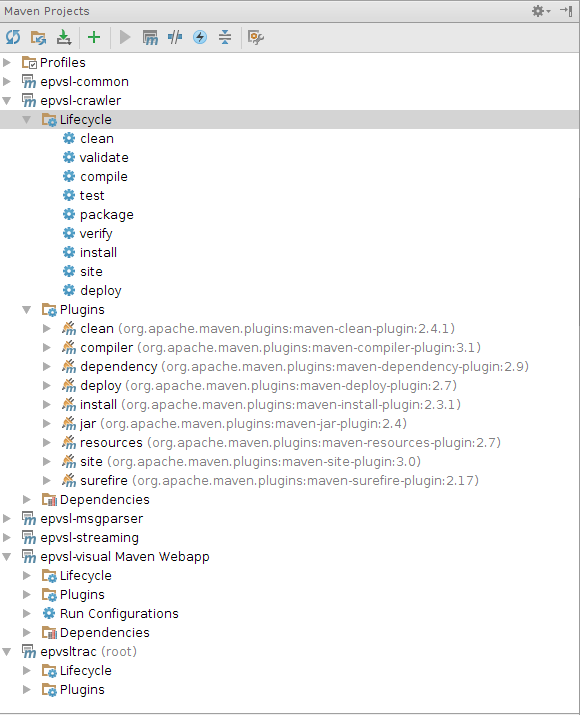 Maven Projects
Profiles
epvsl-common
epvsl-crawler
Lifecycle
clean
validate
compile
test
package
verify
install
site
deploy
Plugins
clean (org.apache.maven.plugins:maven-clean-plugin:2.4.1)
compiler (org.apache.maven.plugins:maven-compiler-plugin:3.1)
dependency (org.apache.maven.plugins:maven-dependency-plugin:2.9)
deploy (org.apache.maven.plugins:maven-deploy-plugin:2.7)
install (org.apache.maven.plugins:maven-install-plugin:2.3.1)
jar (org.apache.maven.plugins:maven-jar-plugin:2.4)
resources (org.apache.maven.plugins:maven-resources-plugin:2.7)
site (org.apache.maven.plugins:maven-site-plugin:3.0)
surefire (org.apache.maven.plugins:maven-surefire-plugin:2.17)
Dependencies
epvsl-msgparser
epvsl-streaming
epvsl-visual Maven Webapp
Lifecycle
Plugins
Run Configurations
Dependencies
epvsltrac (root)
Lifecycle
Plugins